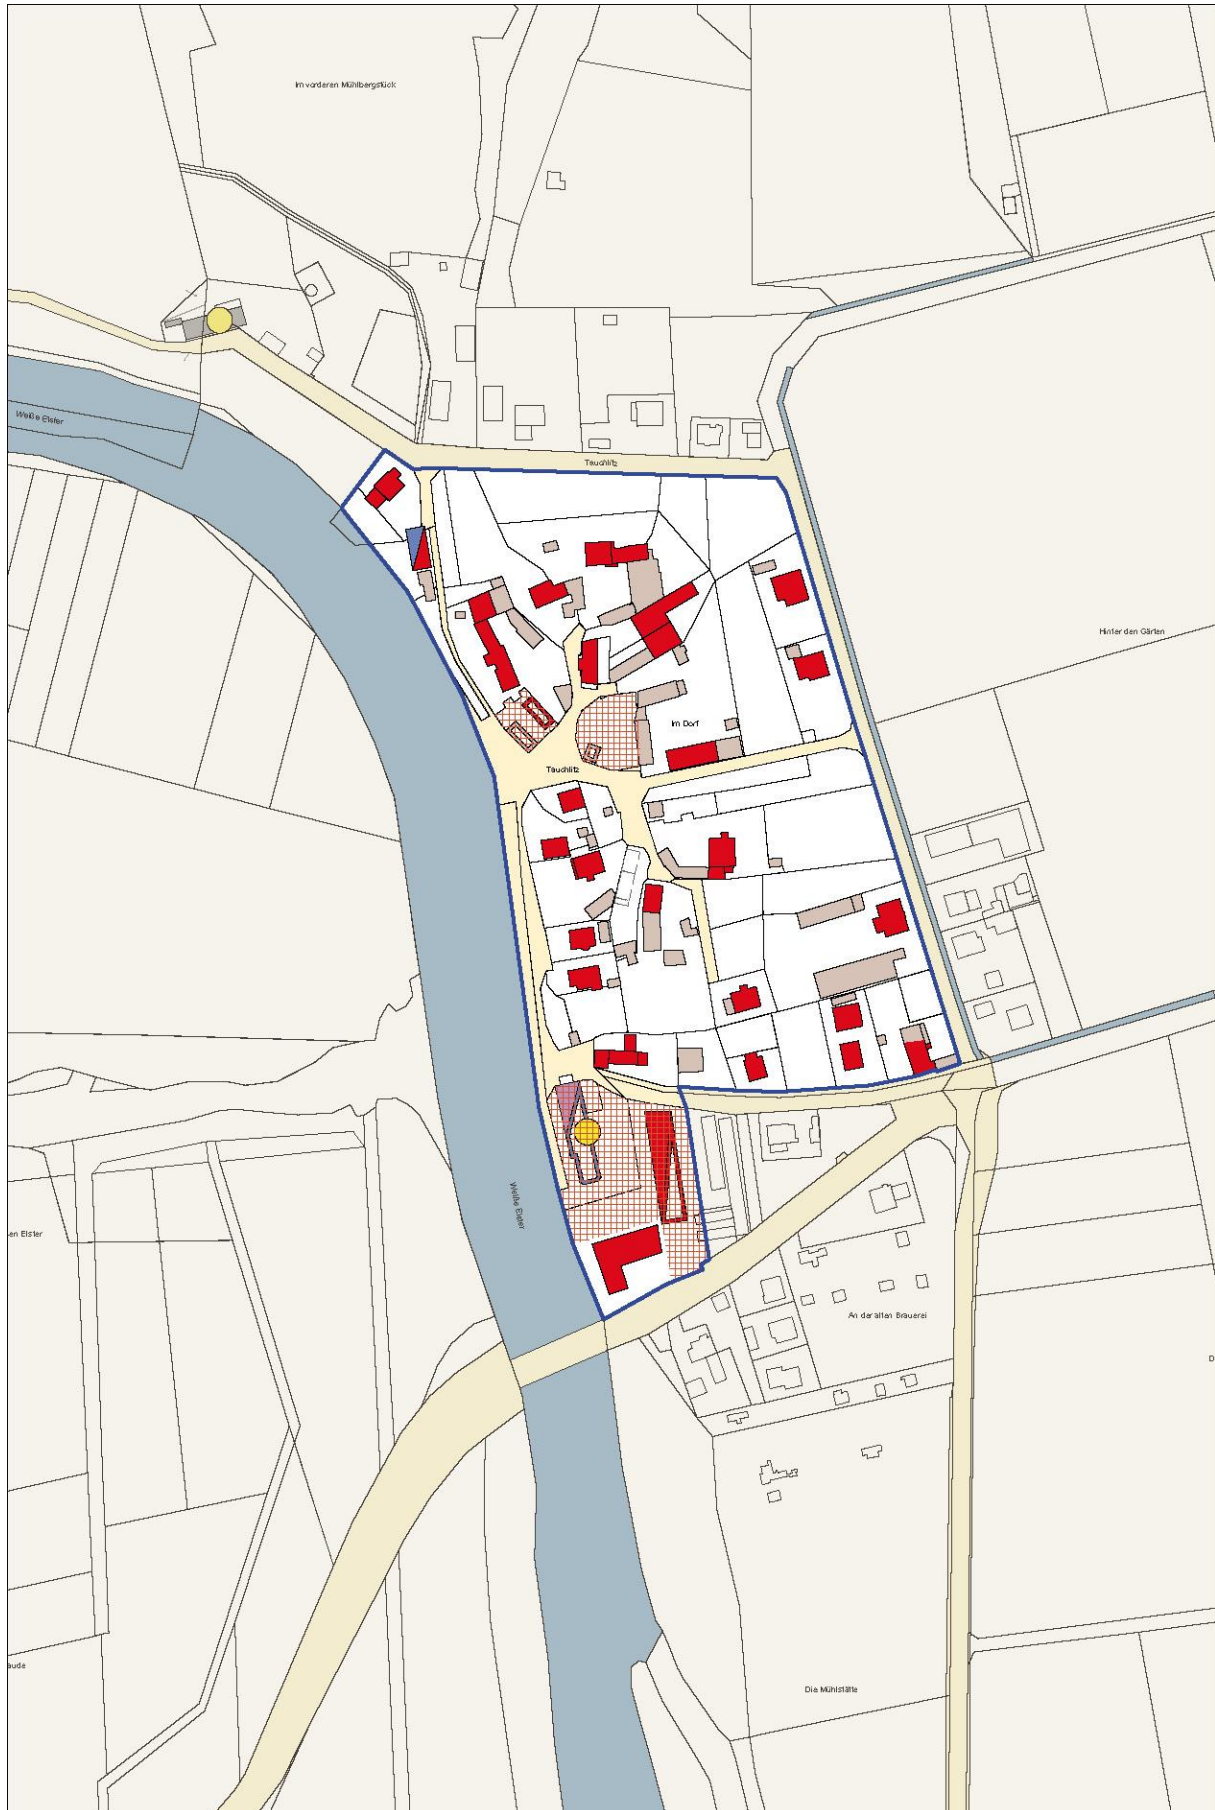 Im vorderen Mühlbergstück
Weiße Elster
Tauchlitz
Hinter den Gärten
Im Dorf
Tauchlitz
Weiße Elster
en Elster
An der alten Brauerei
D
aude
Die Mühlstätte